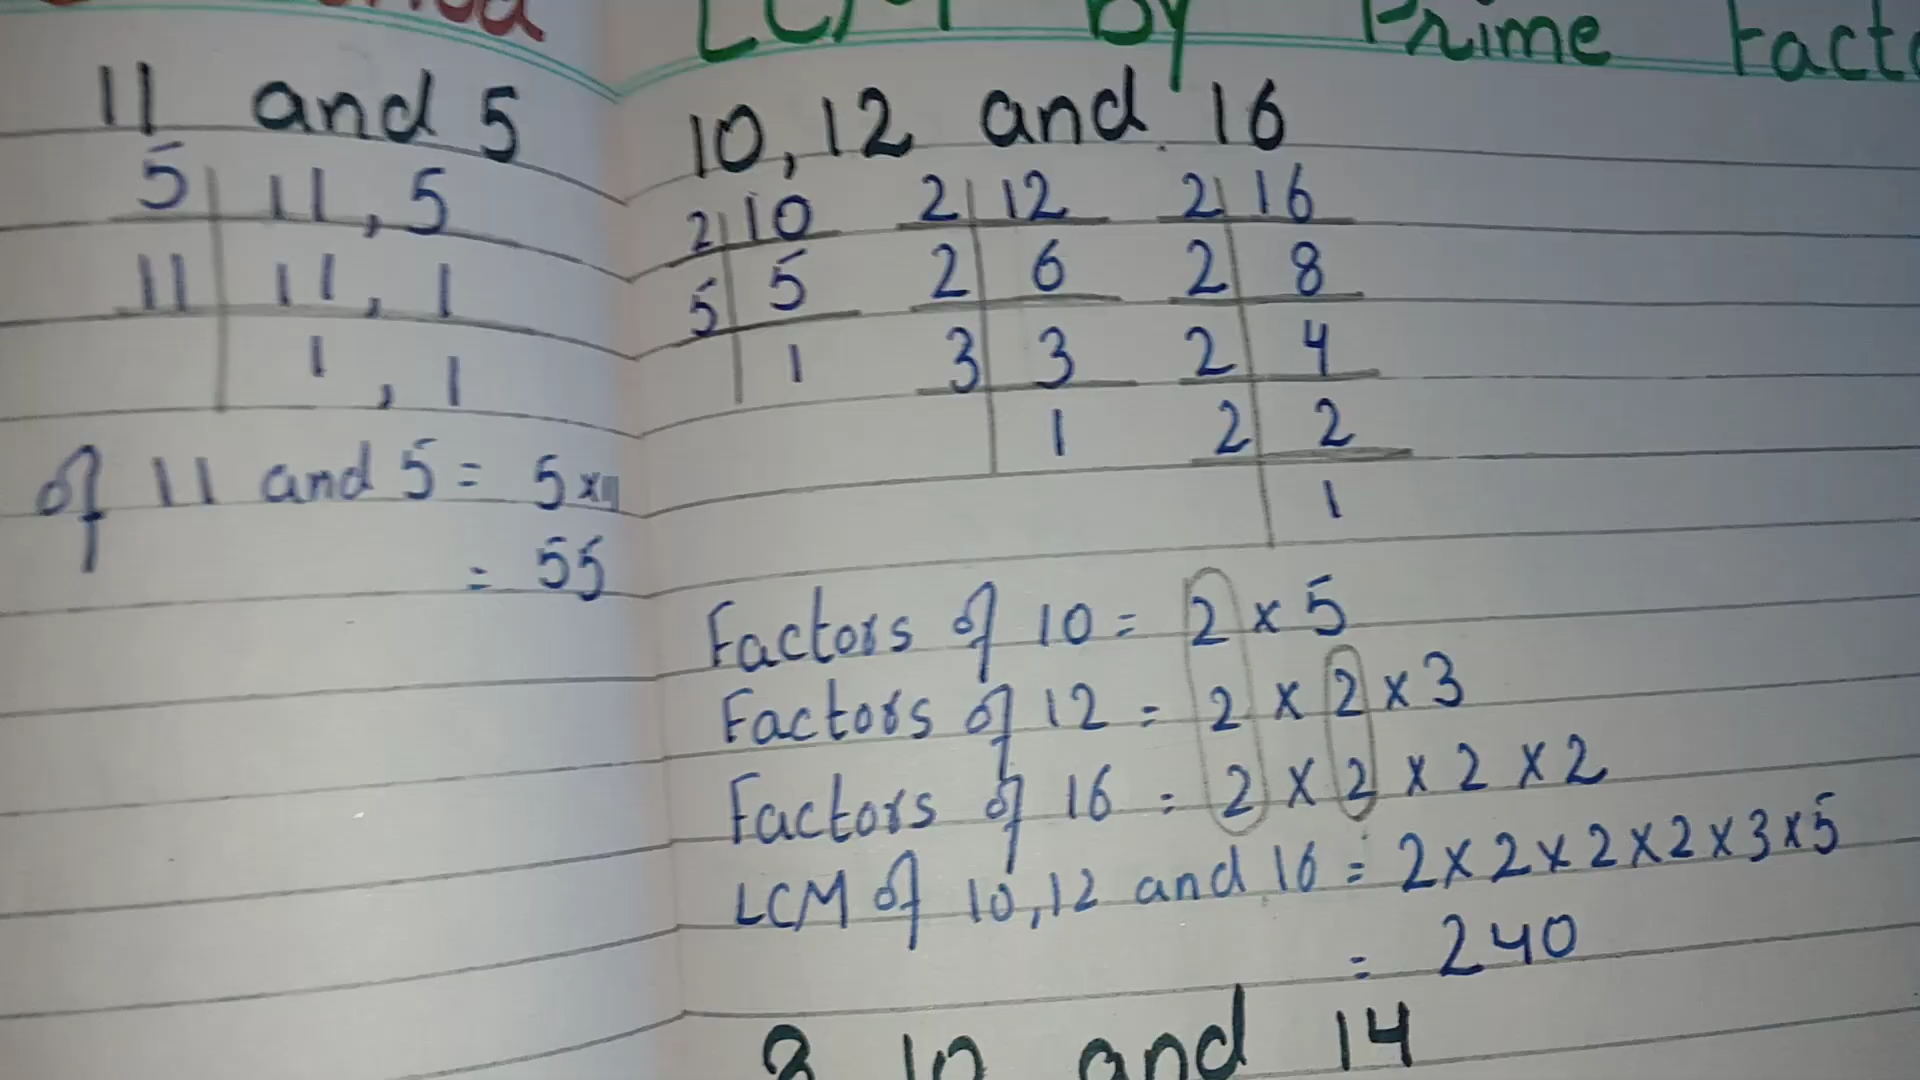 LCM by Prime Facto
11 and 5
5 11, 5
11 11, 1
1, 1
of 11 and 5 = 5 x 11
= 55
10, 12 and 16
2 10 2 12 2 16
5 5 2 6 2 8
1 3 3 2 4
1 2 2
1
Factors of 10 = 2 x 5
Factors of 12 = 2 x 2 x 3
Factors of 16 = 2 x 2 x 2 x 2
LCM of 10, 12 and 16 = 2 x 2 x 2 x 2 x 3 x 5
= 240
and 14